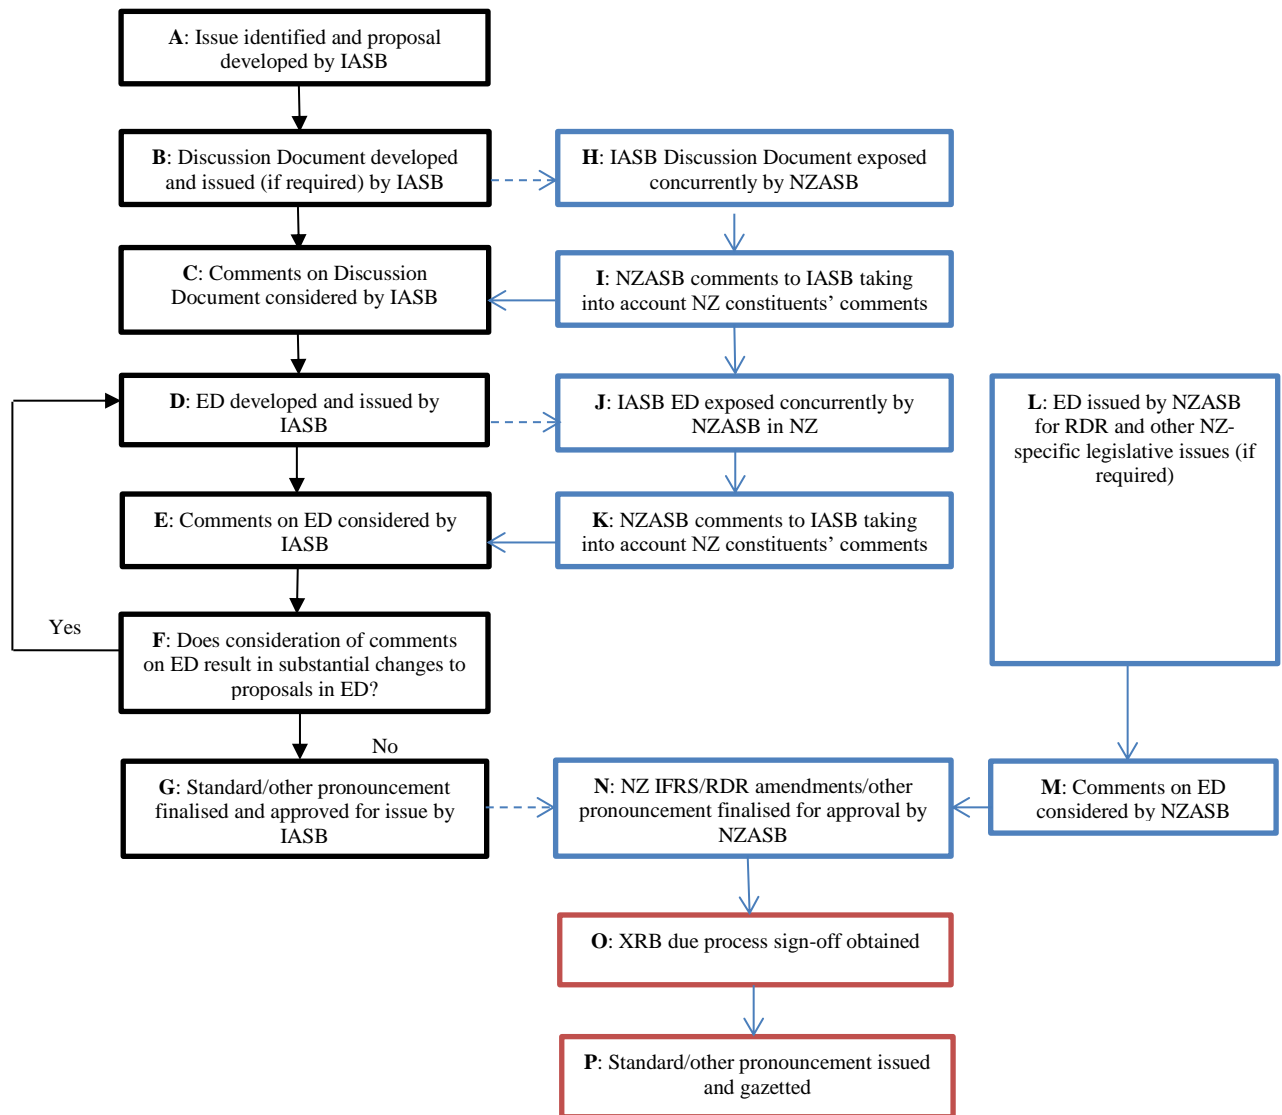 A: Issue identified and proposal
developed by IASB
B: Discussion Document developed
and issued (if required) by IASB
H: IASB Discussion Document exposed
concurrently by NZASB
C: Comments on Discussion
Document considered by IASB
I: NZASB comments to IASB taking
into account NZ constituents’ comments
D: ED developed and issued by
IASB
J: IASB ED exposed concurrently by
NZASB in NZ
L: ED issued by NZASB
for RDR and other NZ-
specific legislative issues (if
required)
E: Comments on ED considered by
IASB
K: NZASB comments to IASB taking
into account NZ constituents’ comments
Yes
F: Does consideration of comments
on ED result in substantial changes to
proposals in ED?
No
G: Standard/other pronouncement
finalised and approved for issue by
IASB
N: NZ IFRS/RDR amendments/other
pronouncement finalised for approval by
NZASB
M: Comments on ED
considered by NZASB
O: XRB due process sign-off obtained
P: Standard/other pronouncement issued
and gazetted